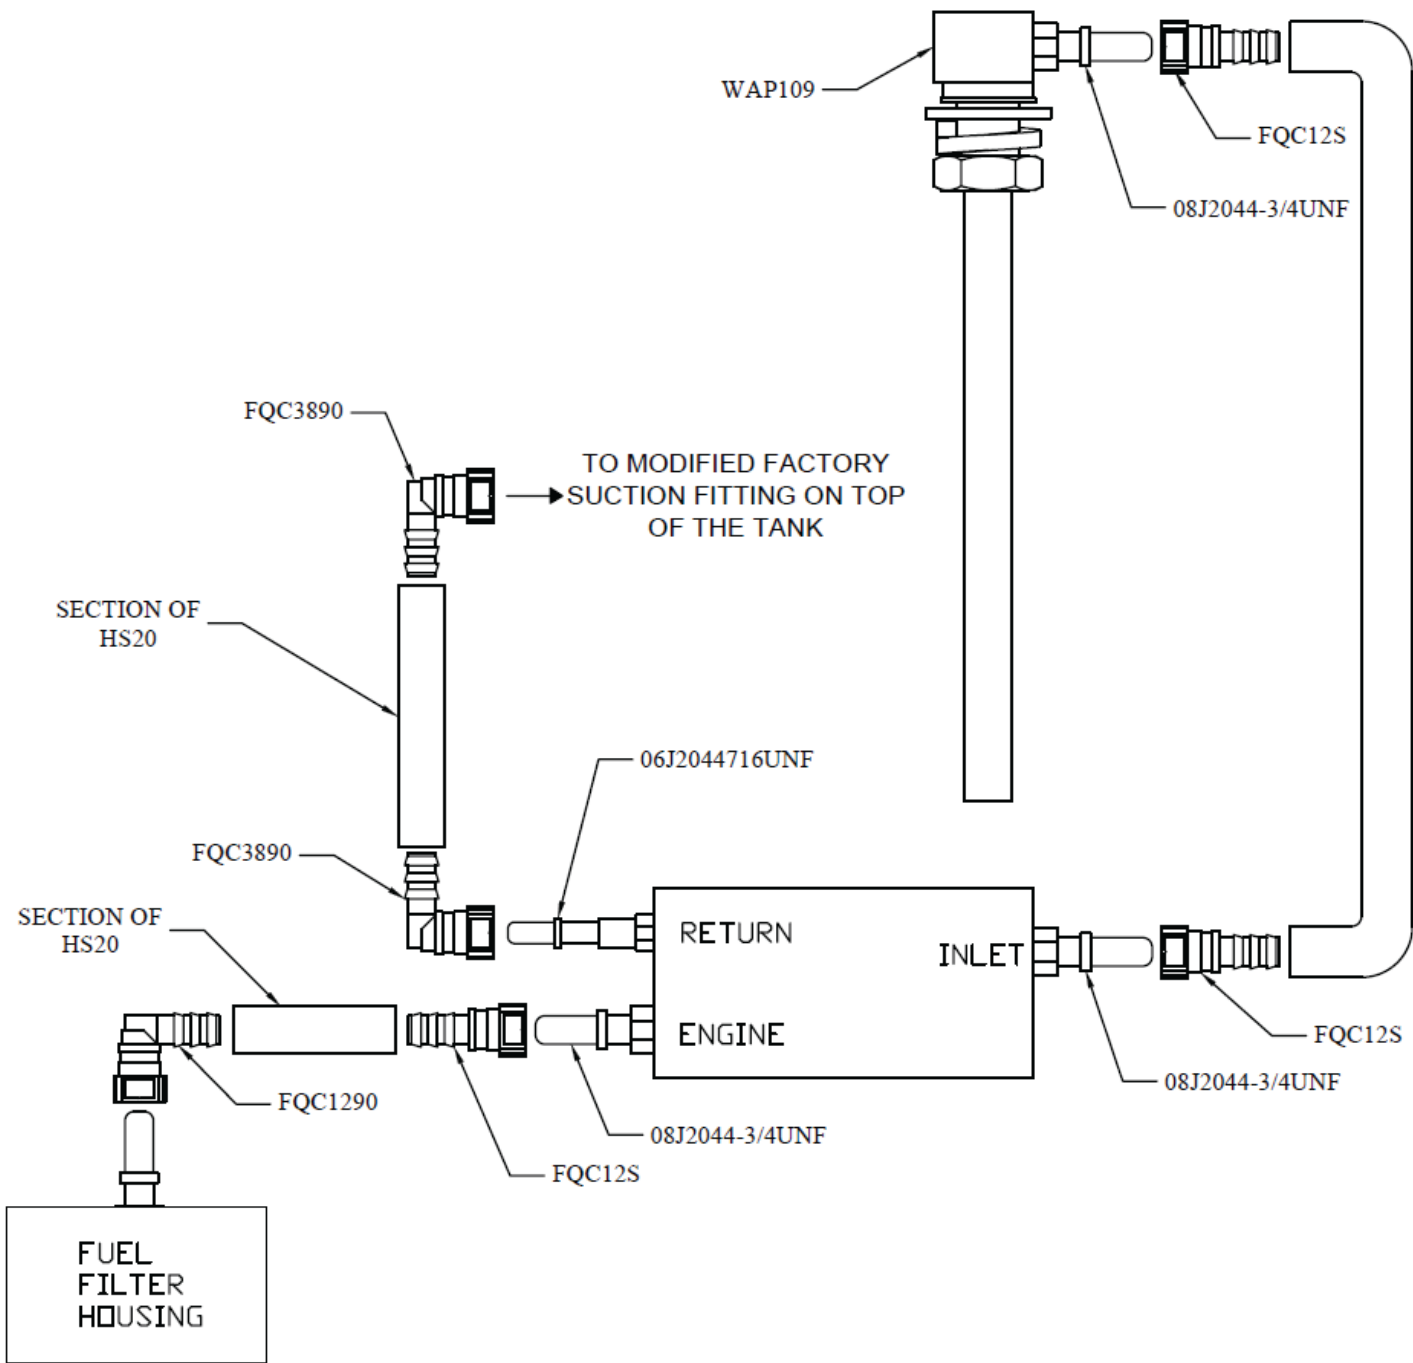 WAP109
FQC12S
08J2044-3/4UNF
FQC3890
TO MODIFIED FACTORY
SUCTION FITTING ON TOP
OF THE TANK
SECTION OF
HS20
06J2044716UNF
FQC3890
SECTION OF
HS20
RETURN
INLET
ENGINE
FQC12S
08J2044-3/4UNF
FQC1290
08J2044-3/4UNF
FQC12S
FUEL
FILTER
HOUSING